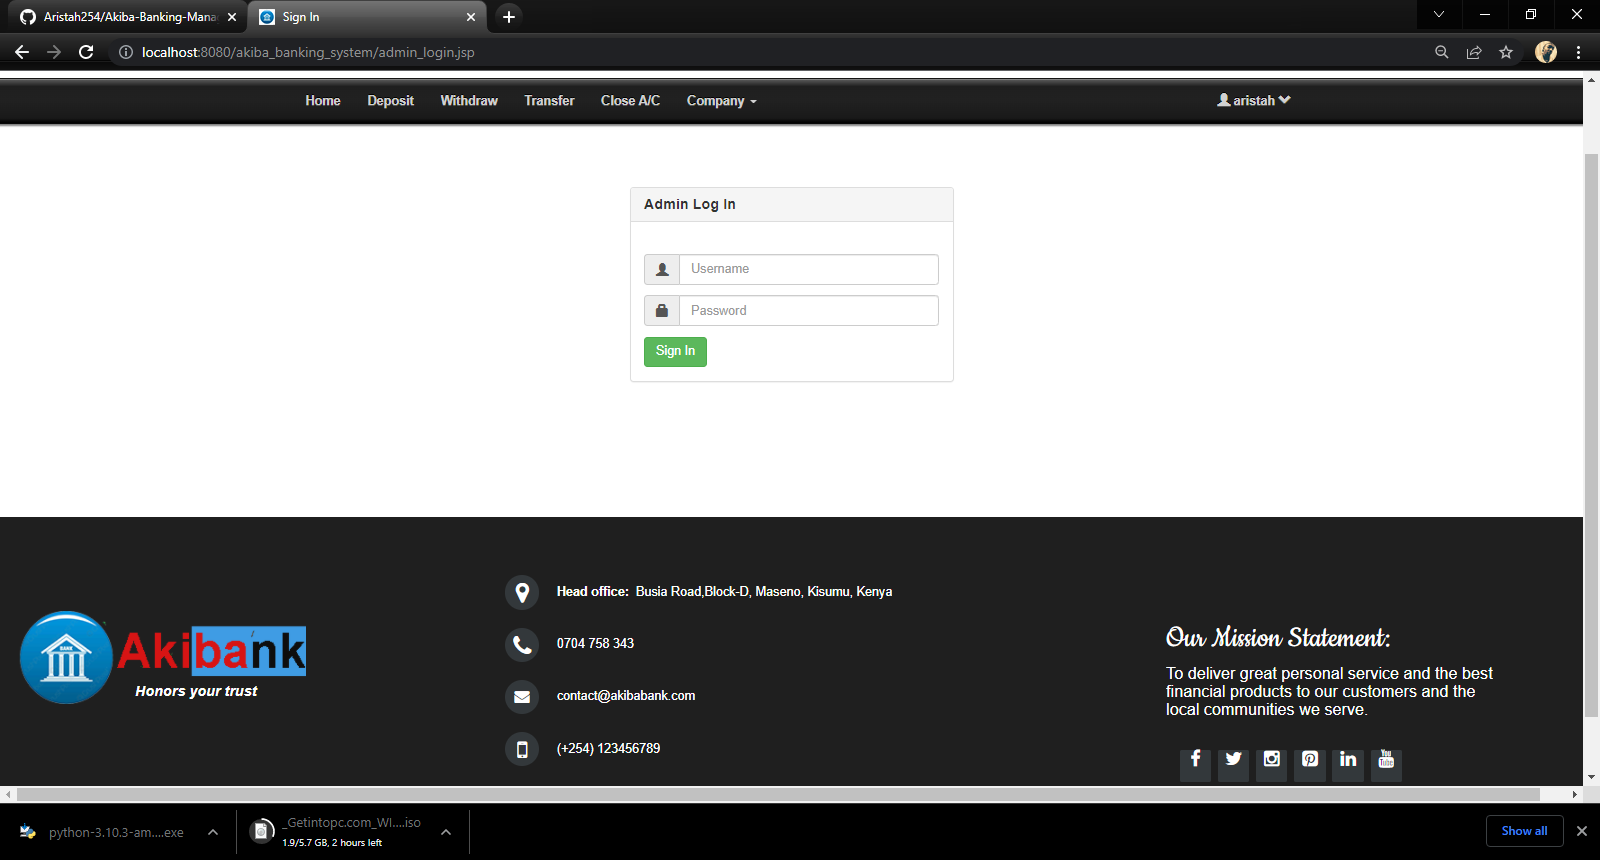 Aristah254/Akiba-Banking-Mana
Sign In
localhost:8080/akiba_banking_system/admin_login.jsp
Home Deposit Withdraw Transfer Close A/C Company aristah
Admin Log In
Username
Password
Sign In
BANK
Akibank
Honors your trust
Head office: Busia Road,Block-D, Maseno, Kisumu, Kenya
0704 758 343
contact@akibabank.com
(+254) 123456789
Our Mission Statement:
To deliver great personal service and the best
financial products to our customers and the
local communities we serve.
You
Tube
python-3.10.3-am....exe
_Getintopc.com_WI....iso
1.9/5.7 GB, 2 hours left
Show all